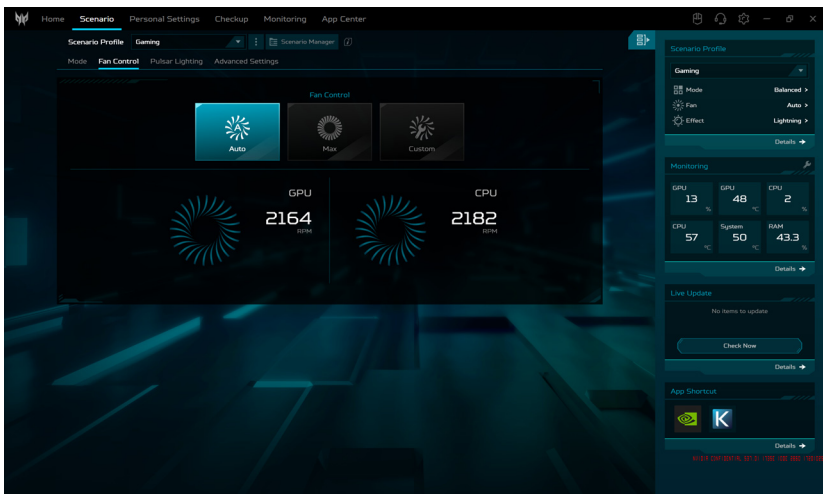 Home Scenario Personal Settings Checkup Monitoring App Center
Scenario Profile Gaming Scenario Manager
Mode Fan Control Pulsar Lighting Advanced Settings
Fan Control
Auto Max Custom
GPU
2164
RPM
CPU
2182
RPM
Scenario Profile
Gaming
Mode Balanced >
Fan Auto >
Effect Lightning >
Details →
Monitoring
GPU
13
%
GPU
48
°C
CPU
2
%
CPU
57
°C
System
50
°C
RAM
43.3
%
Details →
Live Update
No items to update
Check Now
Details →
App Shortcut
K
Details →